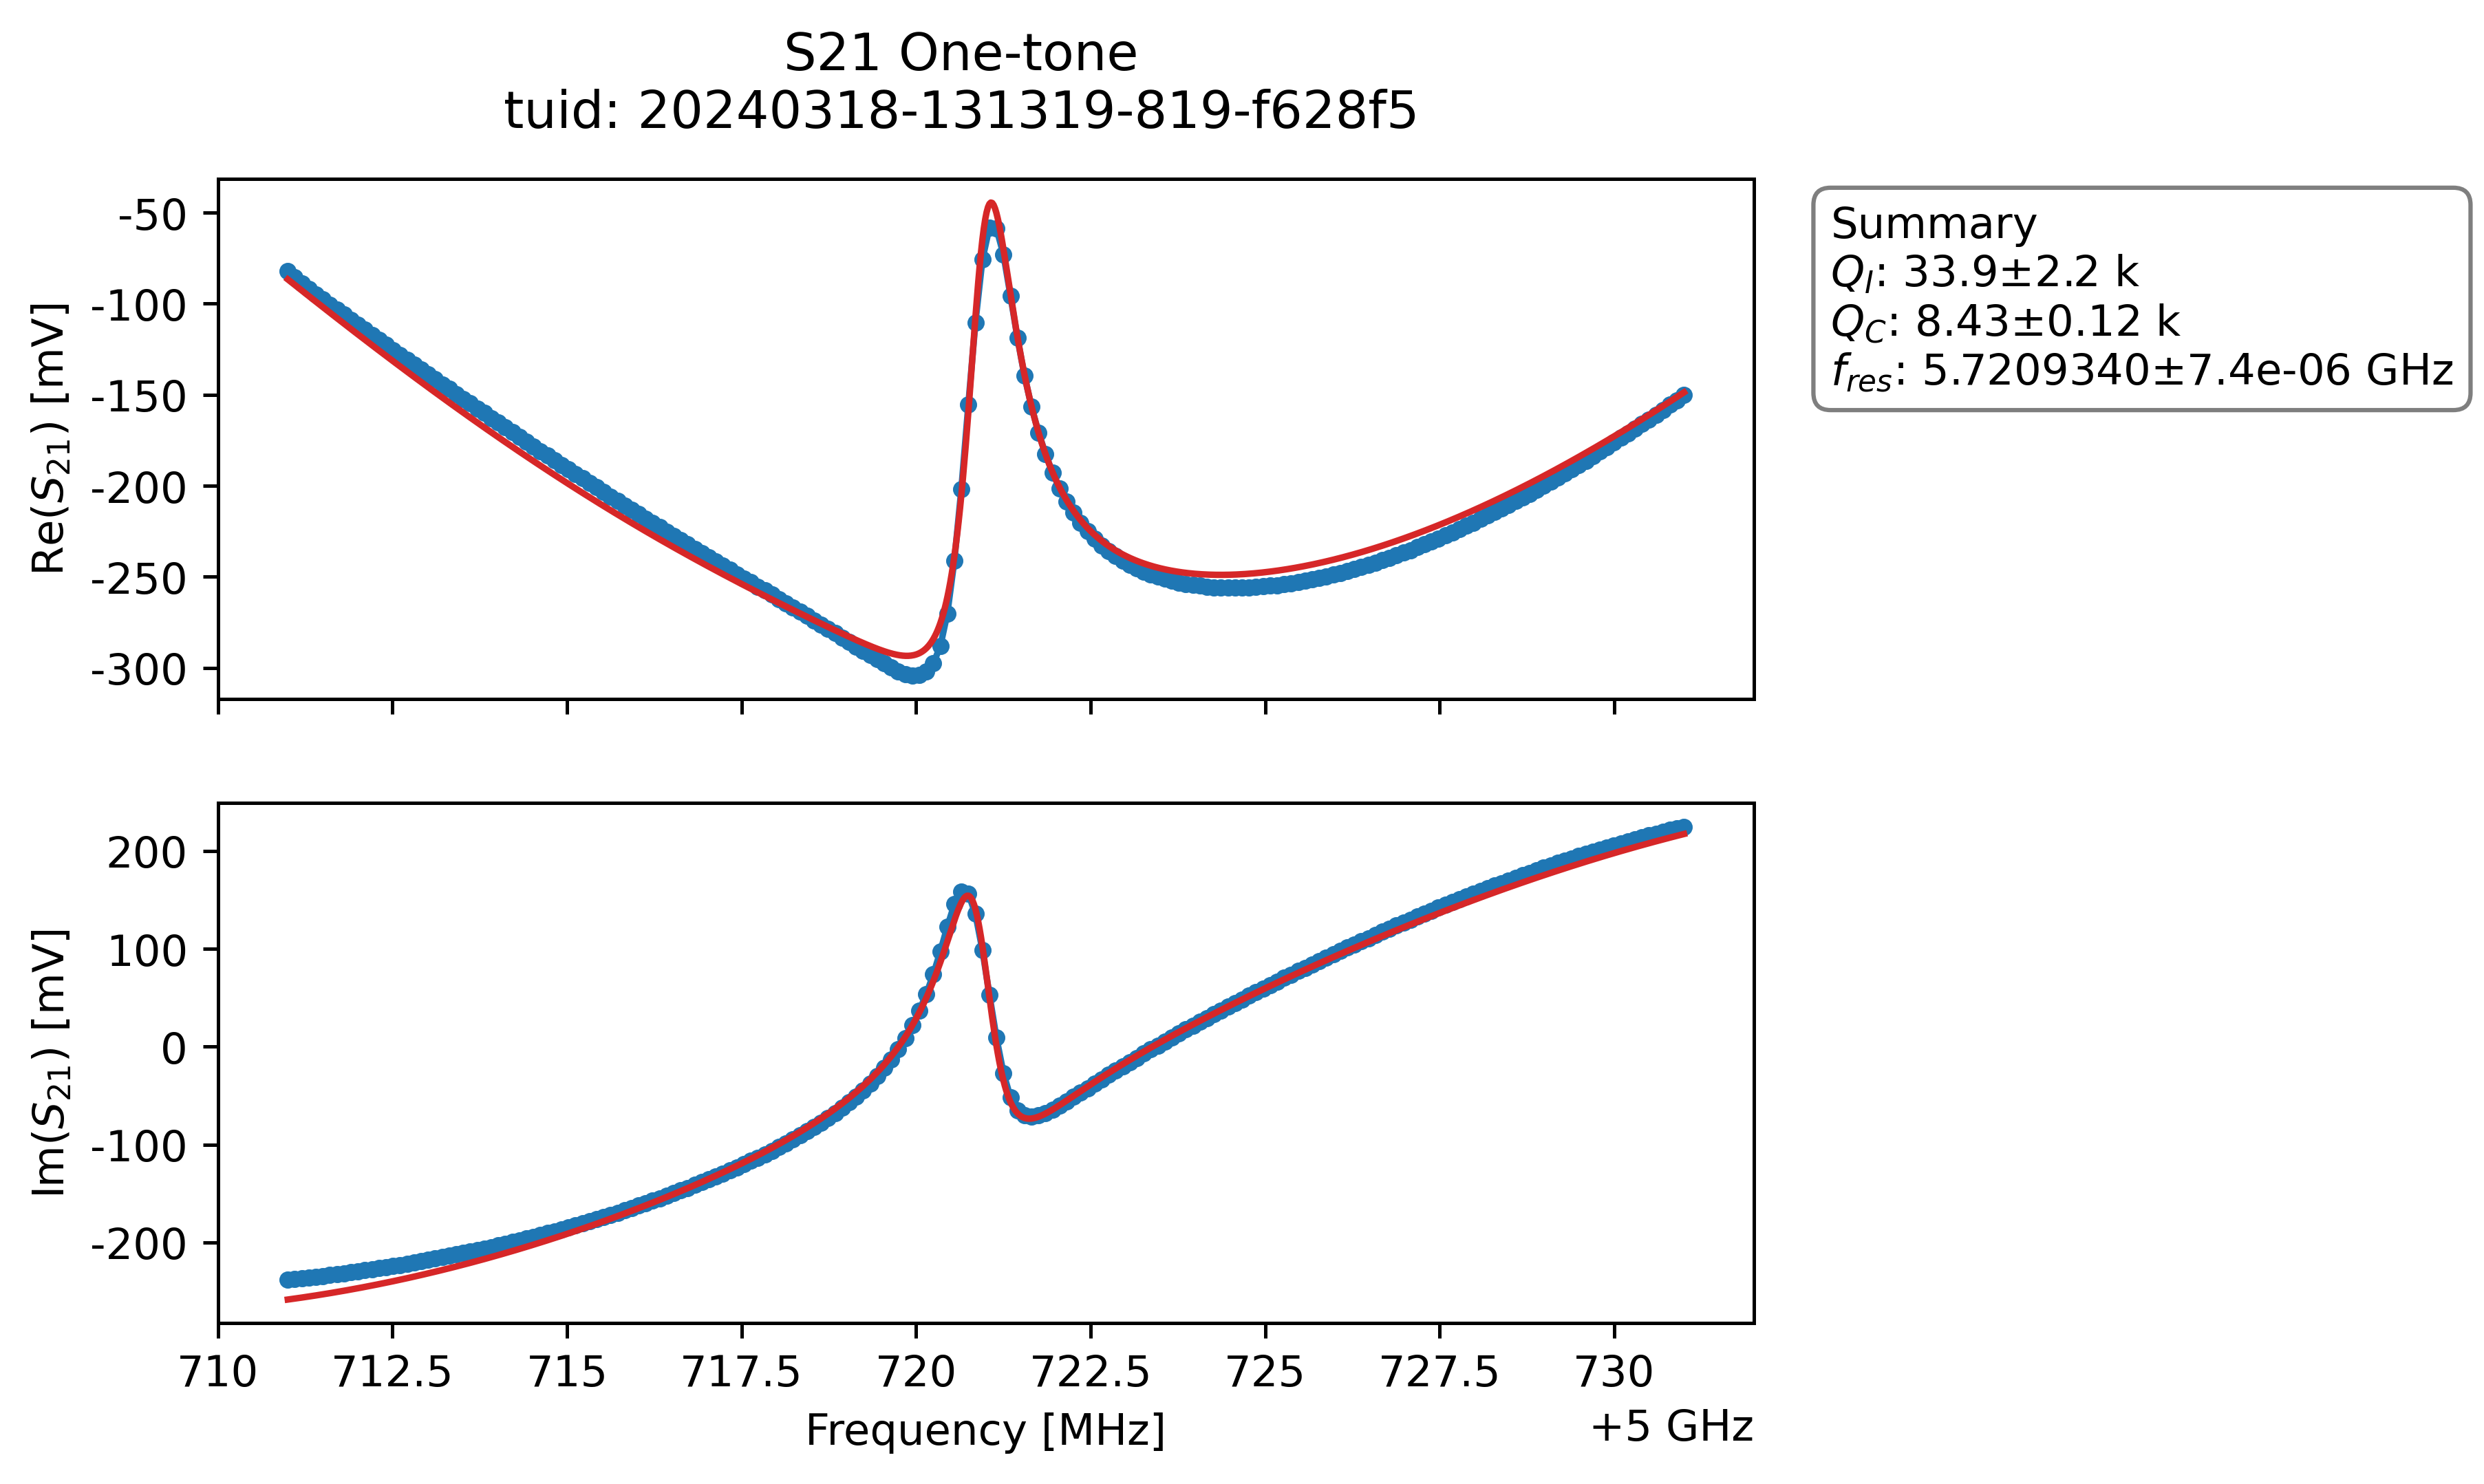 S21 One-tone
tuid: 20240318-131319-819-f628f5
Re(S₂₁) [mV]
-50
-100
-150
-200
-250
-300
Summary
Q_I: 33.9±2.2 k
Q_C: 8.43±0.12 k
f_res: 5.7209340±7.4e-06 GHz
Im(S₂₁) [mV]
200
100
0
-100
-200
710 712.5 715 717.5 720 722.5 725 727.5 730
Frequency [MHz]
+5 GHz